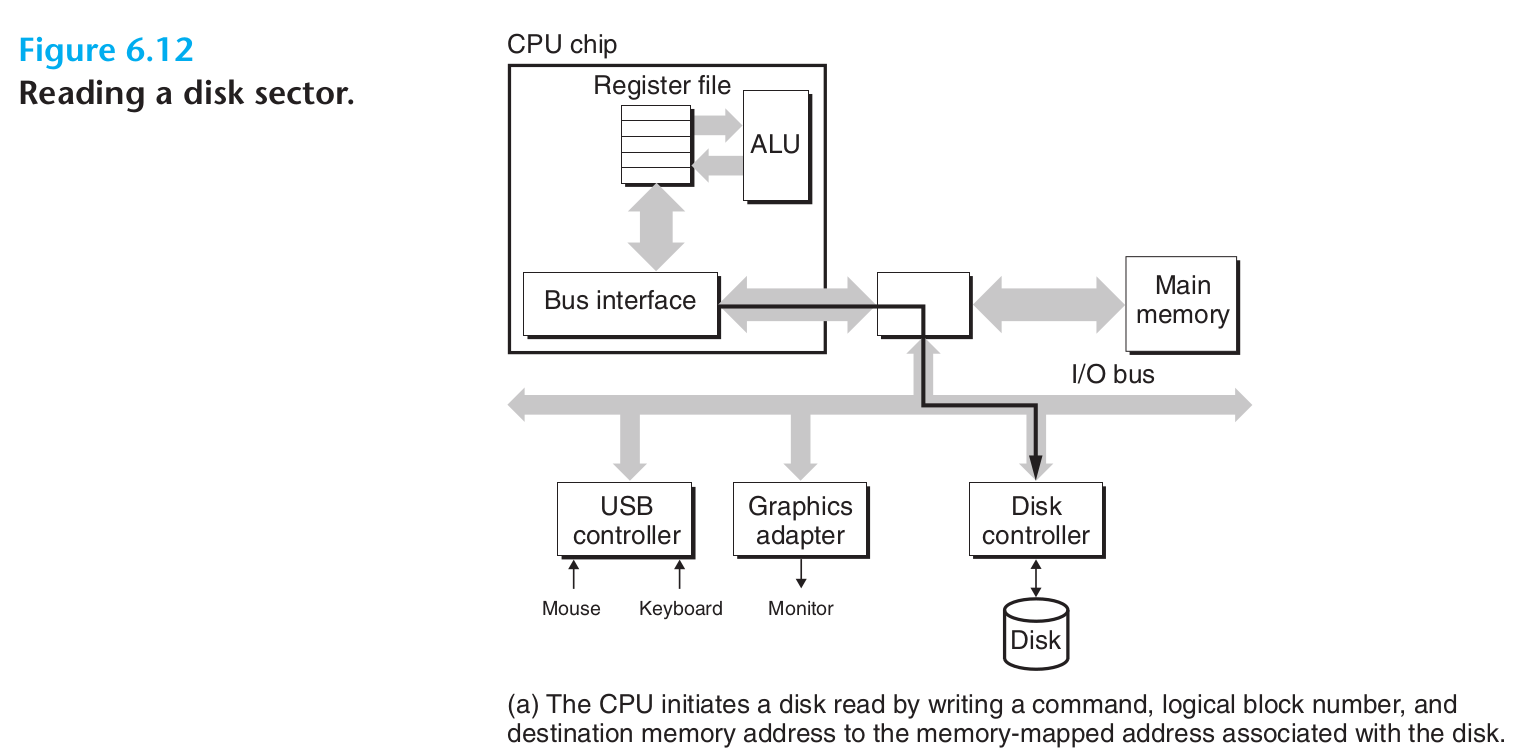 Figure 6.12
Reading a disk sector.
CPU chip
Register file
ALU
Bus interface
Main
memory
I/O bus
USB
controller
Graphics
adapter
Disk
controller
Mouse
Keyboard
Monitor
Disk
(a) The CPU initiates a disk read by writing a command, logical block number, and
destination memory address to the memory-mapped address associated with the disk.